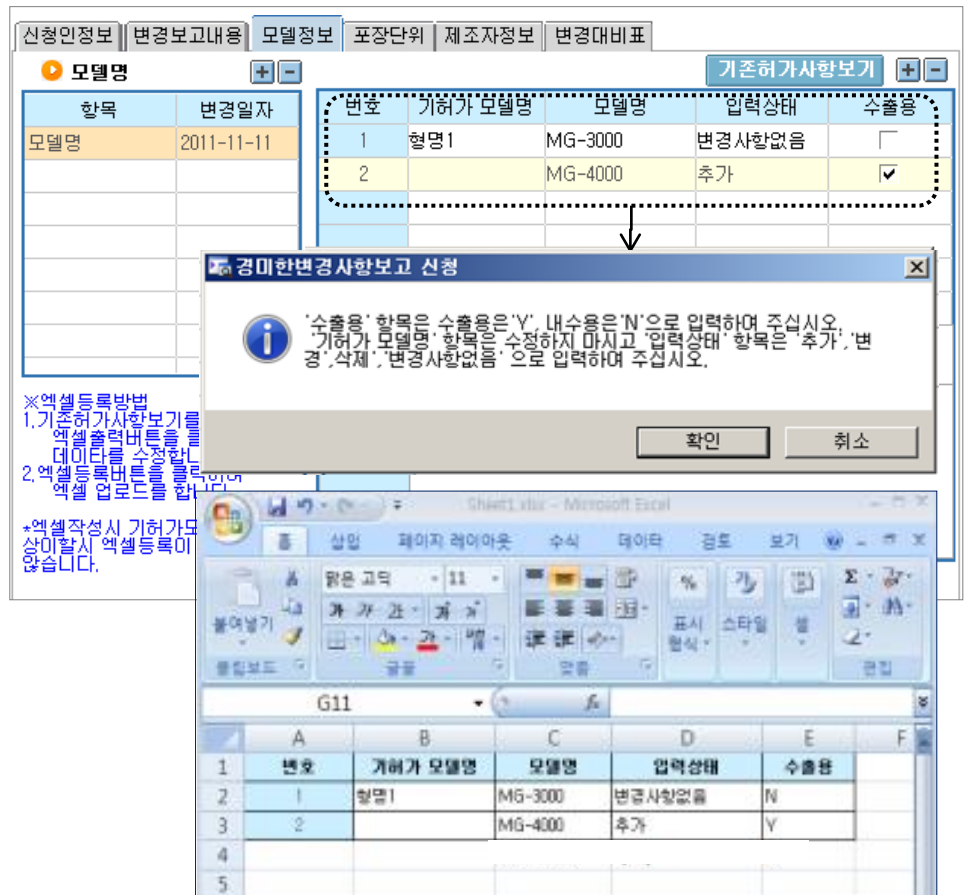 신청인정보 변경보고내용 모델정보 포장단위 제조자정보 변경대비표
모델명 + −
기존허가사항보기 + −
항목 변경일자
모델명 2011-11-11
번호 기허가 모델명 모델명 입력상태 수출용
1 형명1 MG-3000 변경사항없음
2 MG-4000 추가
경미한변경사항보고 신청
'수출용' 항목은 수출용은'Y', 내수용은'N'으로 입력하여 주십시오.
'기허가 모델명' 항목은 수정하지 마시고 '입력상태' 항목은 '추가','변
경','삭제','변경사항없음' 으로 입력하여 주십시오.
확인 취소
※엑셀등록방법
1.기존허가사항보기를
엑셀출력버튼을 클
데이타를 수정합니
2.엑셀등록버튼을 클릭하여
엑셀 업로드를 합니다
*엑셀작성시 기허가모
상이할시 엑셀등록이
않습니다.
Sheet1.xlsx - Microsoft Excel
홈 삽입 페이지 레이아웃 수식 데이터 검토 보기
맑은 고딕 11
가 가 가
붙여넣기 표시 형식 스타일 셀
클립보드 글꼴 맞춤 편집
G11 fx
A B C D E F
1 번호 기허가 모델명 모델명 입력상태 수출용
2 1 형명1 MG-3000 변경사항없음 N
3 2 MG-4000 추가 Y
4
5